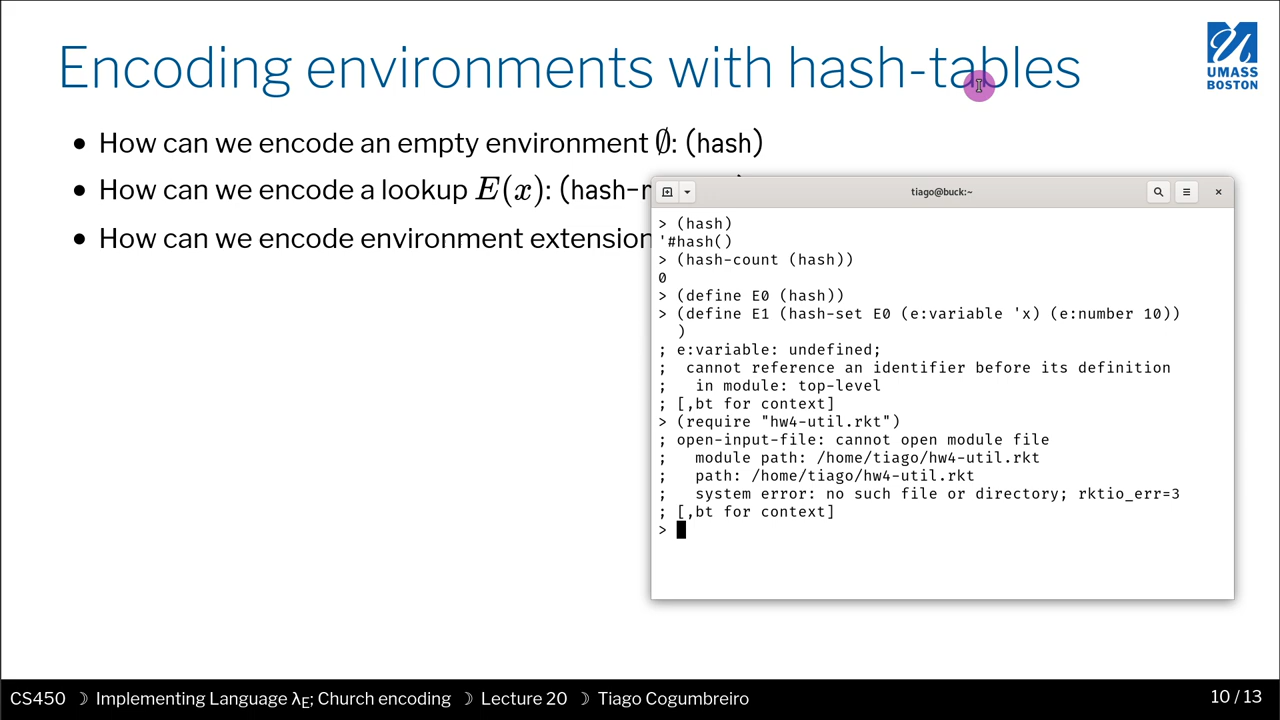 Encoding environments with hash-tables
UMASS
BOSTON
• How can we encode an empty environment ∅: (hash)
• How can we encode a lookup E(x): (hash-r
• How can we encode environment extension
tiago@buck:~
> (hash)
'#hash()
> (hash-count (hash))
0
> (define E0 (hash))
> (define E1 (hash-set E0 (e:variable 'x) (e:number 10))
)
; e:variable: undefined;
;  cannot reference an identifier before its definition
;   in module: top-level
; [,bt for context]
> (require "hw4-util.rkt")
; open-input-file: cannot open module file
;   module path: /home/tiago/hw4-util.rkt
;   path: /home/tiago/hw4-util.rkt
;   system error: no such file or directory; rktio_err=3
; [,bt for context]
>
CS450 ☽ Implementing Language λE; Church encoding ☽ Lecture 20 ☽ Tiago Cogumbreiro
10 / 13